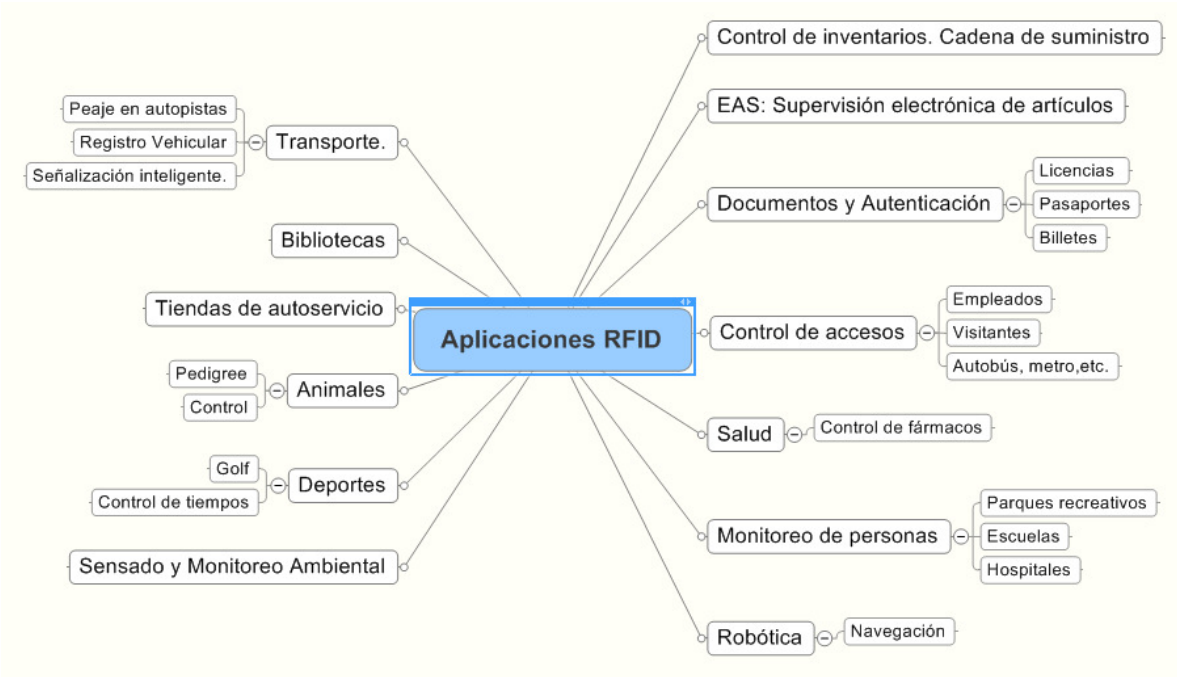 Aplicaciones RFID
Control de inventarios. Cadena de suministro
EAS: Supervisión electrónica de artículos
Documentos y Autenticación
Licencias
Pasaportes
Billetes
Control de accesos
Empleados
Visitantes
Autobús, metro,etc.
Salud
Control de fármacos
Monitoreo de personas
Parques recreativos
Escuelas
Hospitales
Robótica
Navegación
Transporte.
Peaje en autopistas
Registro Vehicular
Señalización inteligente.
Bibliotecas
Tiendas de autoservicio
Animales
Pedigree
Control
Deportes
Golf
Control de tiempos
Sensado y Monitoreo Ambiental